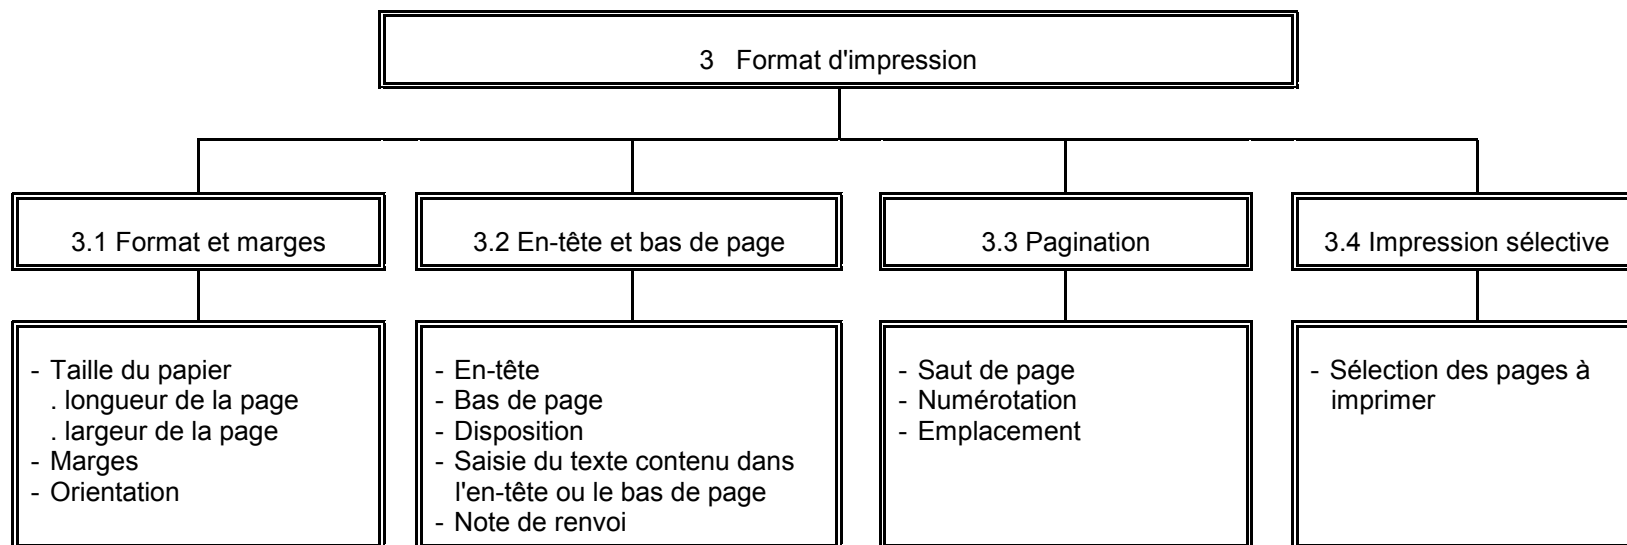 3 Format d'impression
3.1 Format et marges
3.2 En-tête et bas de page
3.3 Pagination
3.4 Impression sélective
- Taille du papier
. longueur de la page
. largeur de la page
- Marges
- Orientation
- En-tête
- Bas de page
- Disposition
- Saisie du texte contenu dans
l'en-tête ou le bas de page
- Note de renvoi
- Saut de page
- Numérotation
- Emplacement
- Sélection des pages à
imprimer